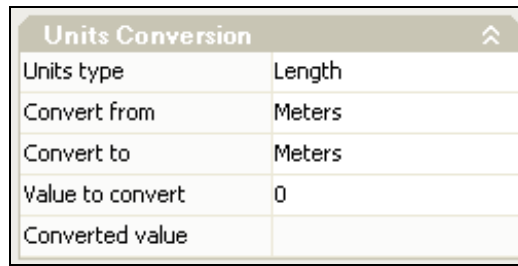 Units Conversion
Units type Length
Convert from Meters
Convert to Meters
Value to convert 0
Converted value